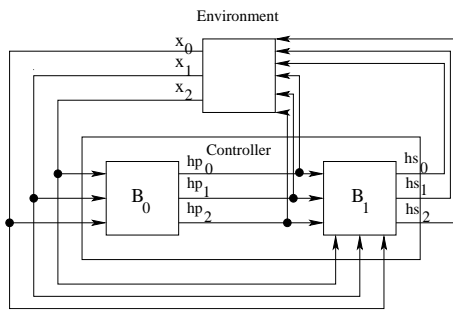 Environment
x0
x1
x2
Controller
hp0
hp1
hp2
hs0
hs1
hs2
B0
B1